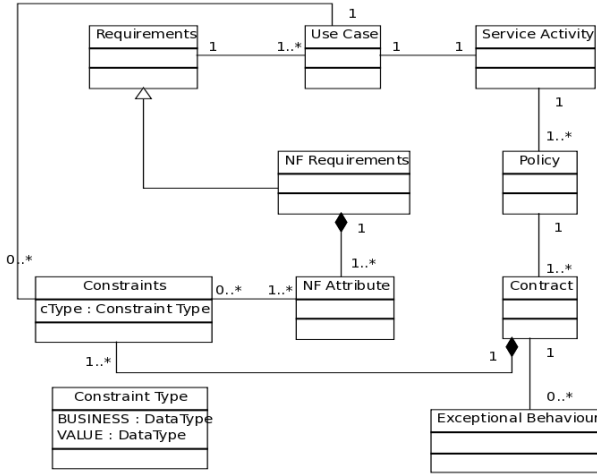 1
Requirements
Use Case
Service Activity
1
1..*
1
1
1
1..*
NF Requirements
Policy
1
1
1..*
1..*
0..*
Constraints
0..*
1..*
NF Attribute
Contract
cType : Constraint Type
1..*
1
1
Constraint Type
0..*
BUSINESS : DataType
VALUE : DataType
Exceptional Behaviour